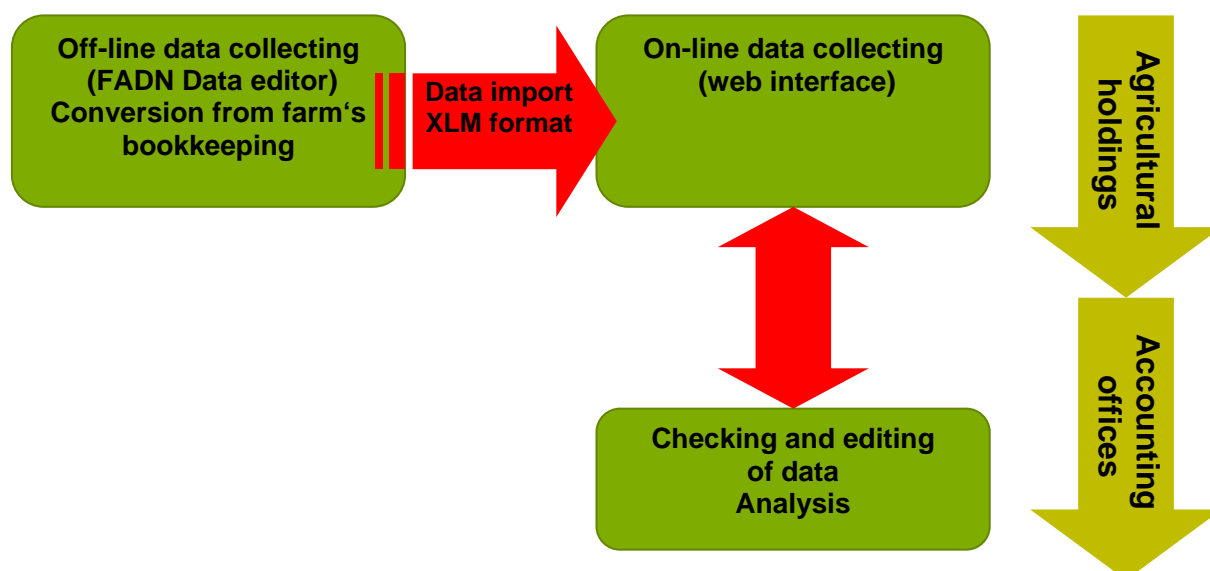 Off-line data collecting
(FADN Data editor)
Conversion from farm‘s
bookkeeping
Data import
XLM format
On-line data collecting
(web interface)
Agricultural
holdings
Checking and editing
of data
Analysis
Accounting
offices